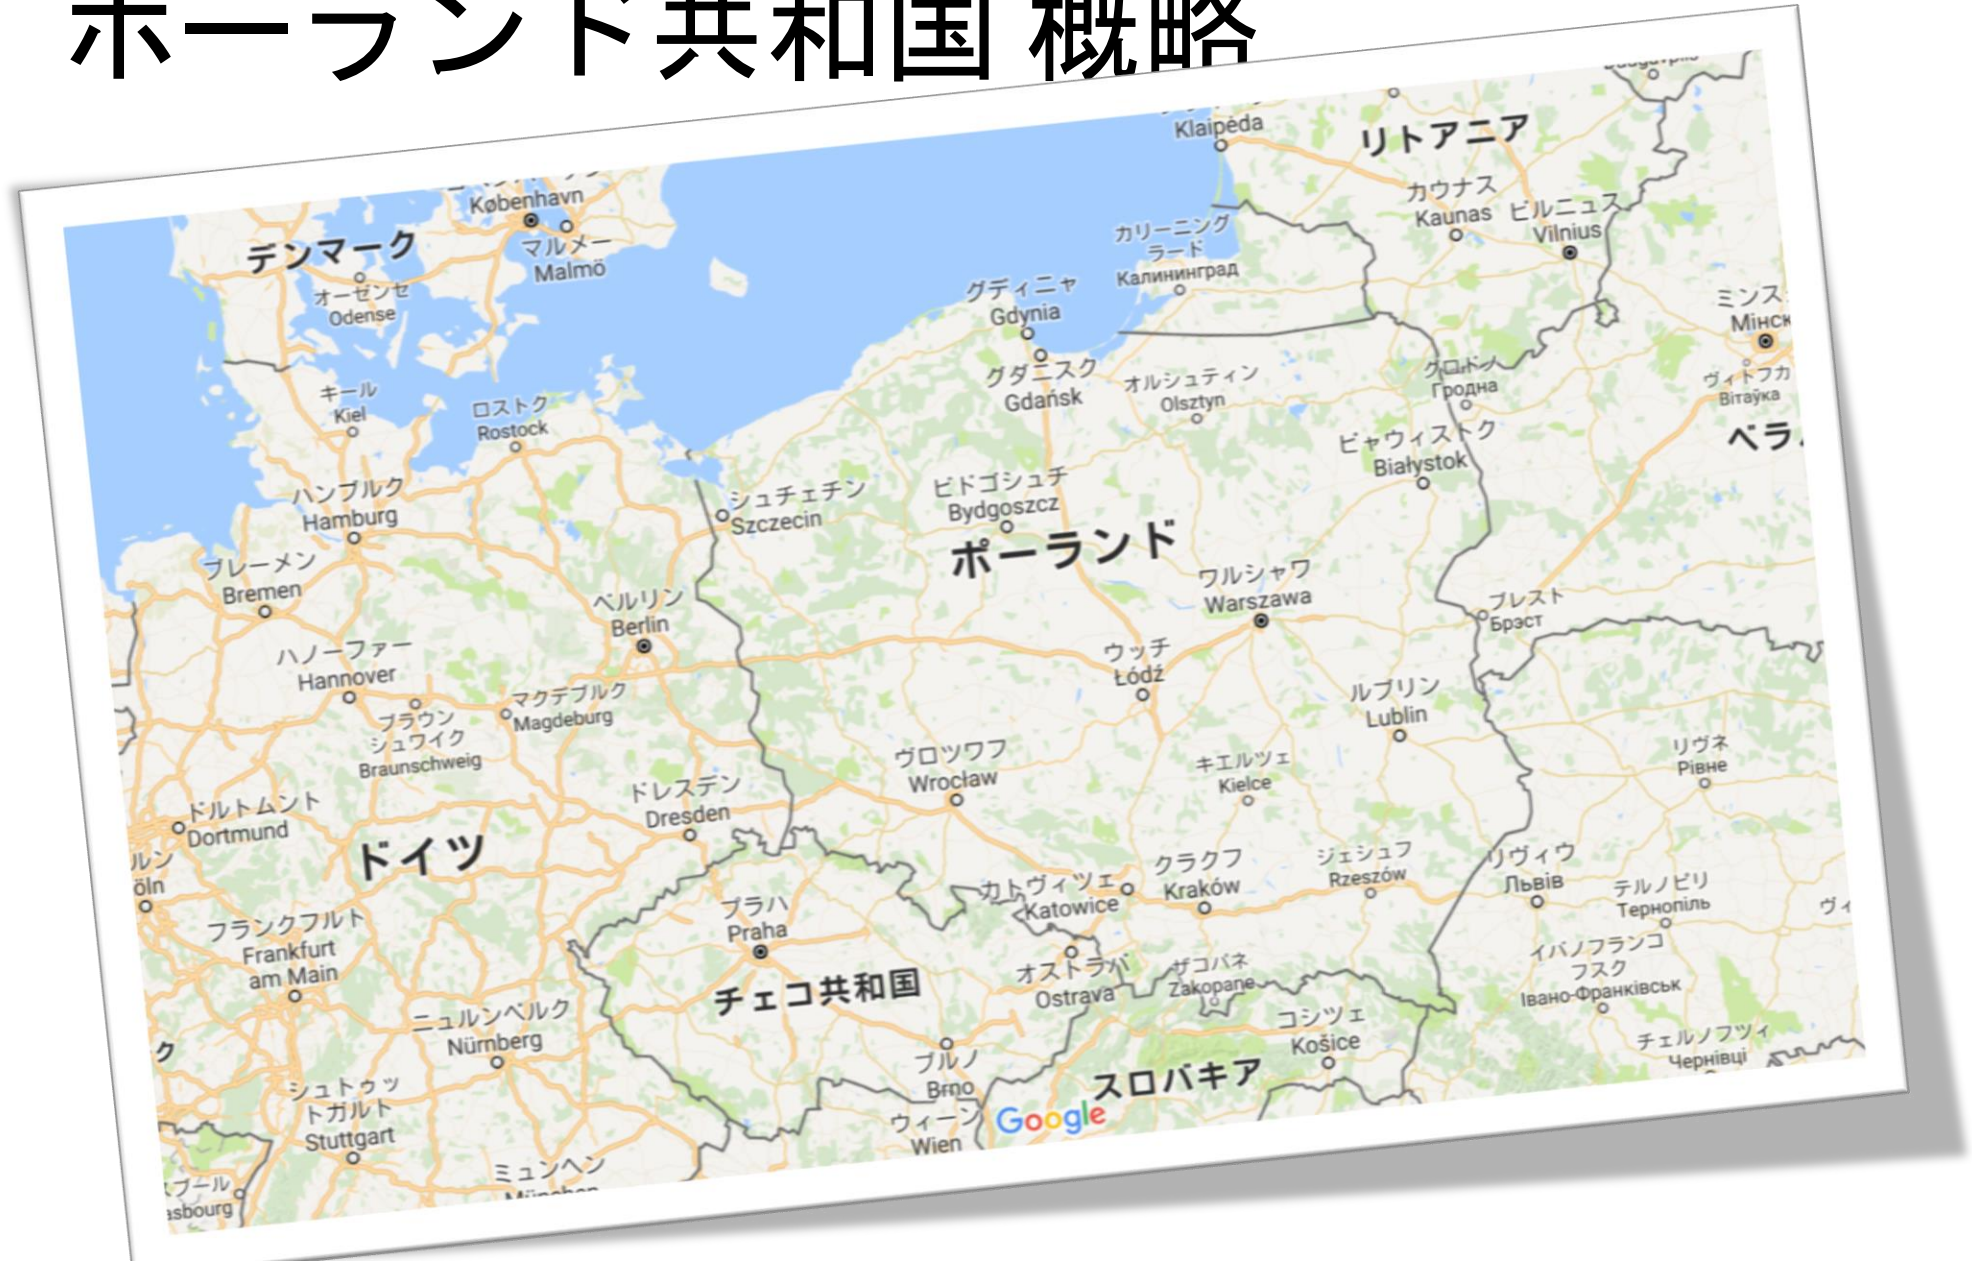 ポーランド共和国 概略
Klaipėda
リトアニア
København
カウナス
Kaunas
ビルニュス
Vilnius
デンマーク
マルメー
Malmö
カリーニング
ラード
Калининград
オーゼンセ
Odense
グディニャ
Gdynia
ミンス
Мінск
グダニスク
Gdańsk
オルシュティン
Olsztyn
グロドノ
Гродна
ヴィトフカ
Вітаўка
キール
Kiel
ロストク
Rostock
ビャウィストク
Białystok
ベラ
ハンブルク
Hamburg
シュチェチン
Szczecin
ビドゴシュチ
Bydgoszcz
ポーランド
ブレーメン
Bremen
ベルリン
Berlin
ワルシャワ
Warszawa
ブレスト
Брэст
ハノーファー
Hannover
ウッチ
Łódź
ブラウン
シュワイク
Braunschweig
マクデブルク
Magdeburg
ルブリン
Lublin
ヴロツワフ
Wrocław
キエルツェ
Kielce
リヴネ
Рівне
ドルトムント
Dortmund
ドレスデン
Dresden
ドイツ
ルン
öln
カトヴィツェ
Katowice
クラクフ
Kraków
ジェシュフ
Rzeszów
リヴィウ
Львів
テルノピリ
Тернопіль
ヴィ
フランクフルト
Frankfurt
am Main
プラハ
Praha
チェコ共和国
オストラバ
Ostrava
ザコパネ
Zakopane
イバノフランコ
フスク
Івано-Франківськ
ニュルンベルク
Nürnberg
コシツェ
Košice
チェルノフツィ
Чернівці
ク
ブルノ
Brno
スロバキア
シュトゥッ
トガルト
Stuttgart
ウィーン
Wien
Google
ミュンヘン
ブール
asbourg